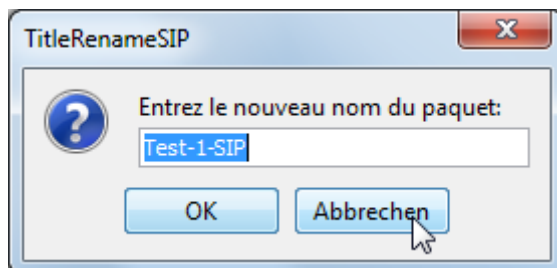 TitleRenameSIP
Entrez le nouveau nom du paquet:
Test-1-SIP
OK Abbrechen